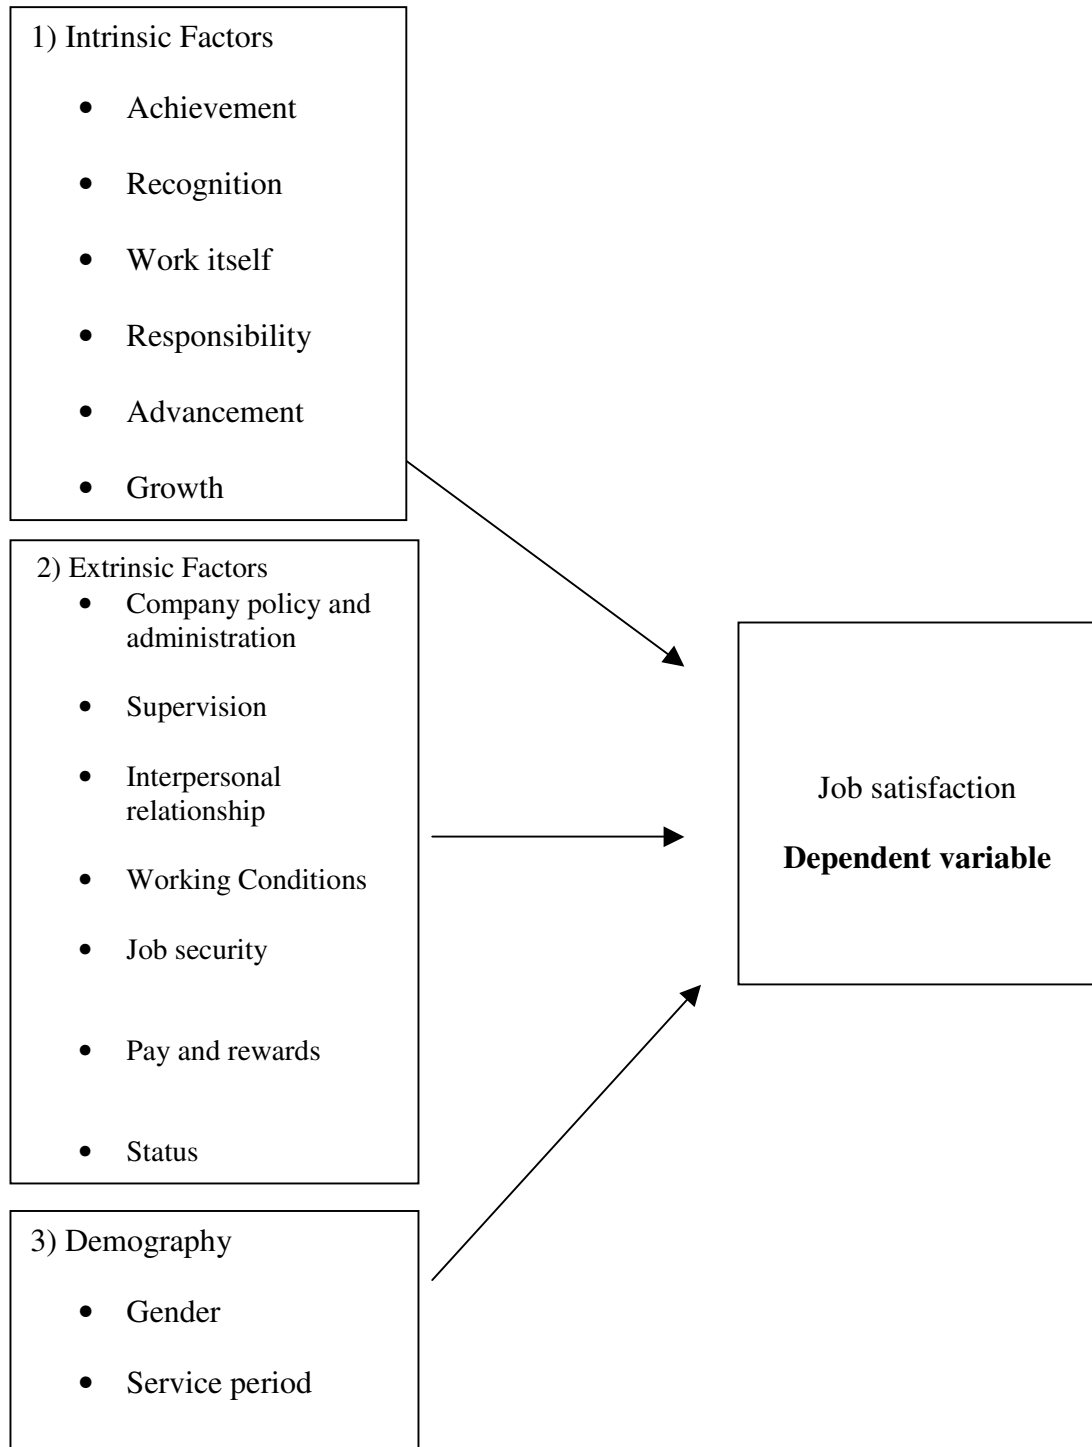 1) Intrinsic Factors
• Achievement
• Recognition
• Work itself
• Responsibility
• Advancement
• Growth
2) Extrinsic Factors
• Company policy and
administration
• Supervision
• Interpersonal
relationship
• Working Conditions
• Job security
• Pay and rewards
• Status
3) Demography
• Gender
• Service period
Job satisfaction
Dependent variable